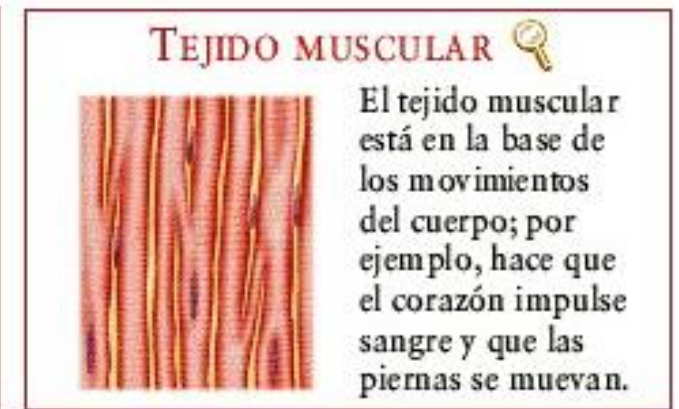 TEJIDO MUSCULAR
El tejido muscular
está en la base de
los movimientos
del cuerpo; por
ejemplo, hace que
el corazón impulse
sangre y que las
piernas se muevan.